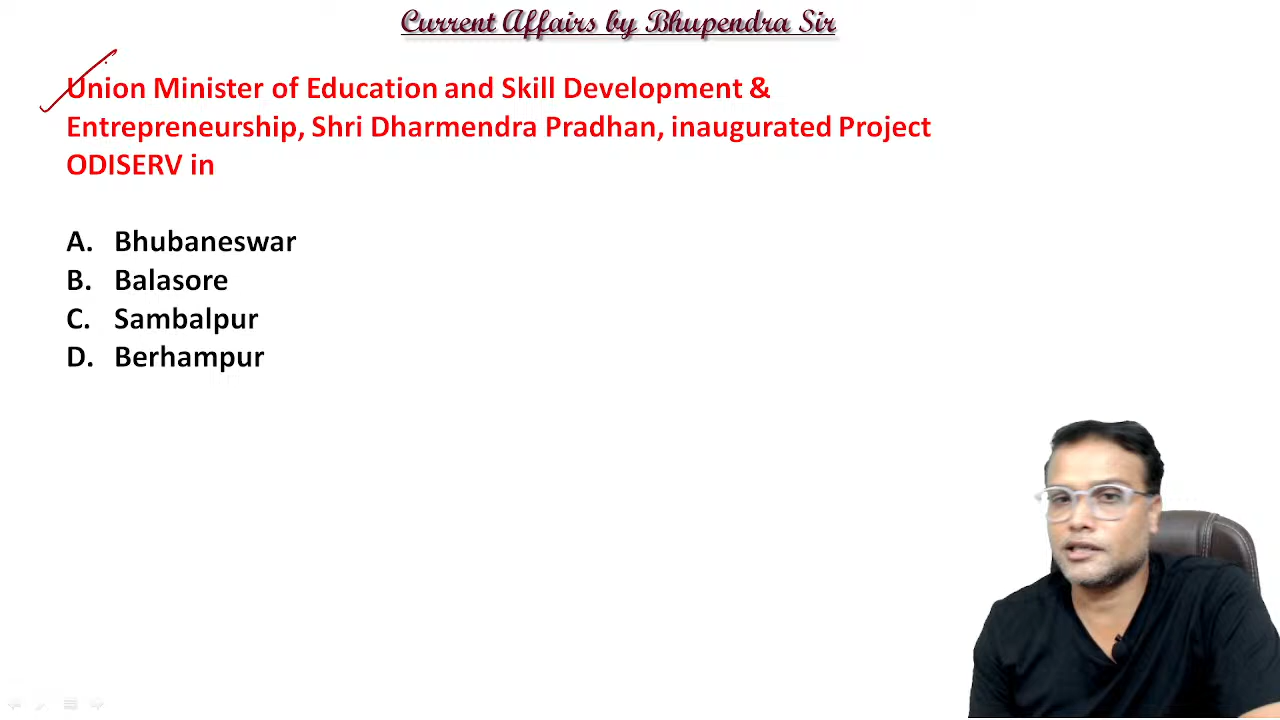 Current Affairs by Bhupendra Sir
Union Minister of Education and Skill Development &
Entrepreneurship, Shri Dharmendra Pradhan, inaugurated Project
ODISERV in
A. Bhubaneswar
B. Balasore
C. Sambalpur
D. Berhampur